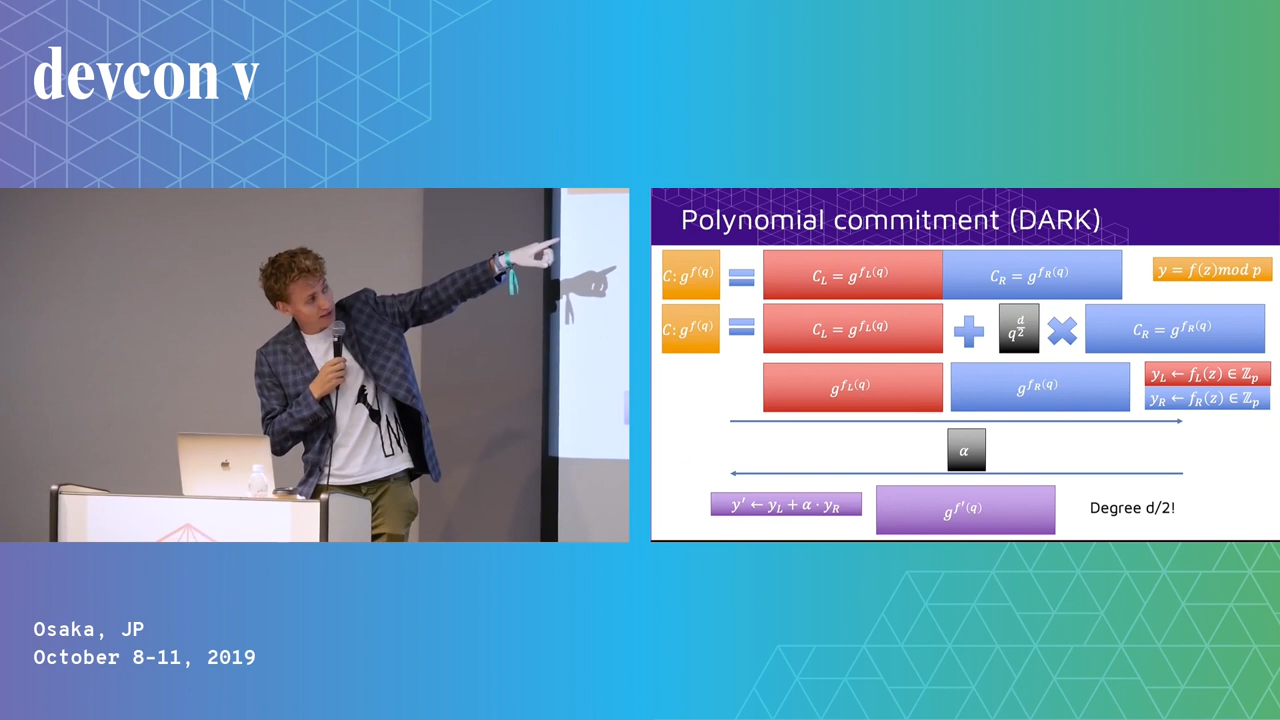 devcon v
Polynomial commitment (DARK)
C: g^{f(q)} = C_L = g^{f_L(q)} C_R = g^{f_R(q)} y = f(z)mod p
C: g^{f(q)} = C_L = g^{f_L(q)} + q^{d/2} × C_R = g^{f_R(q)}
g^{f_L(q)} g^{f_R(q)} y_L ← f_L(z) ∈ ℤ_p
y_R ← f_R(z) ∈ ℤ_p
α
y′ ← y_L + α · y_R g^{f′(q)} Degree d/2!
Osaka, JP
October 8-11, 2019